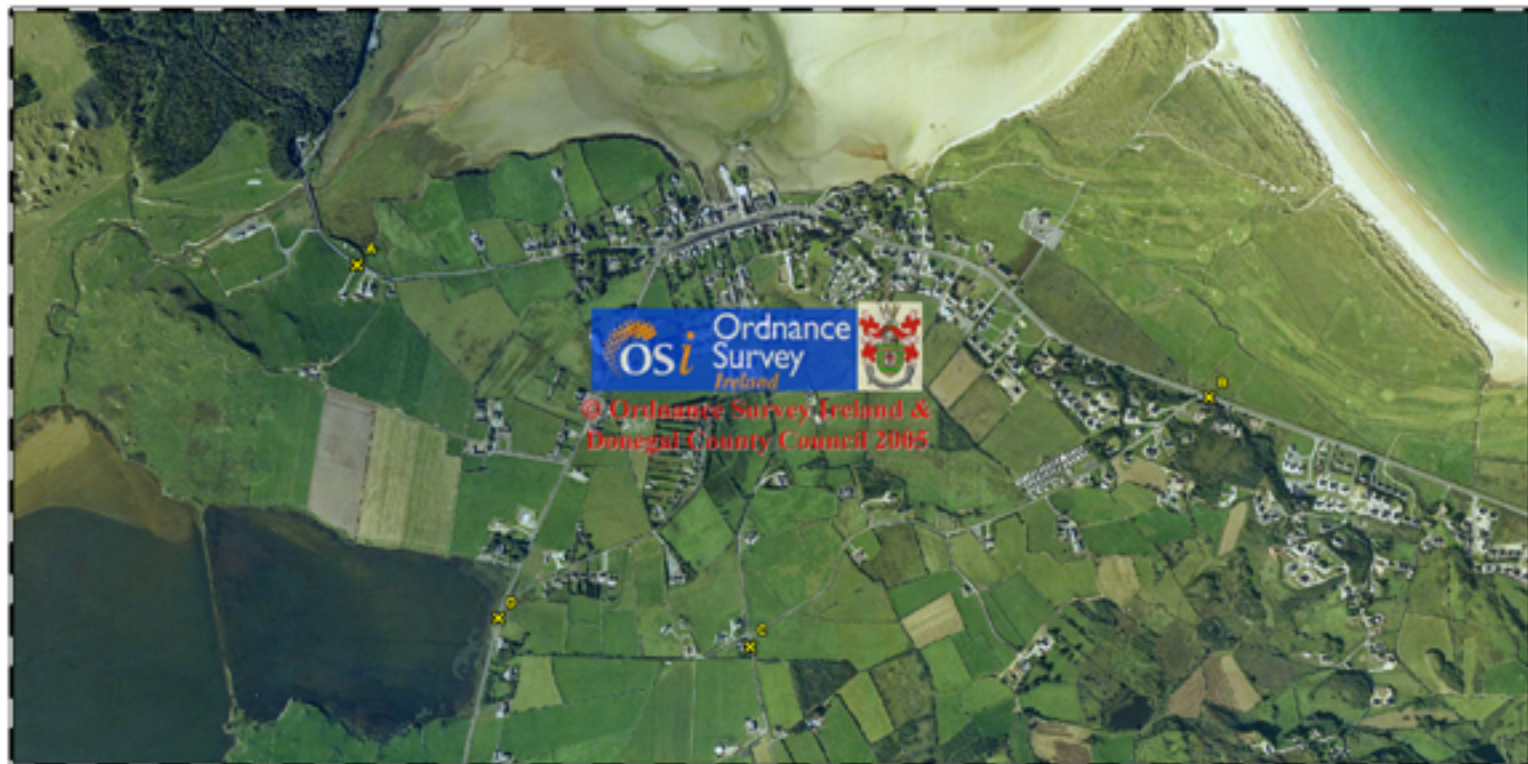 A
B
OSi Ordnance
Survey
Ireland
© Ordnance Survey Ireland &
Donegal County Council 2005
C